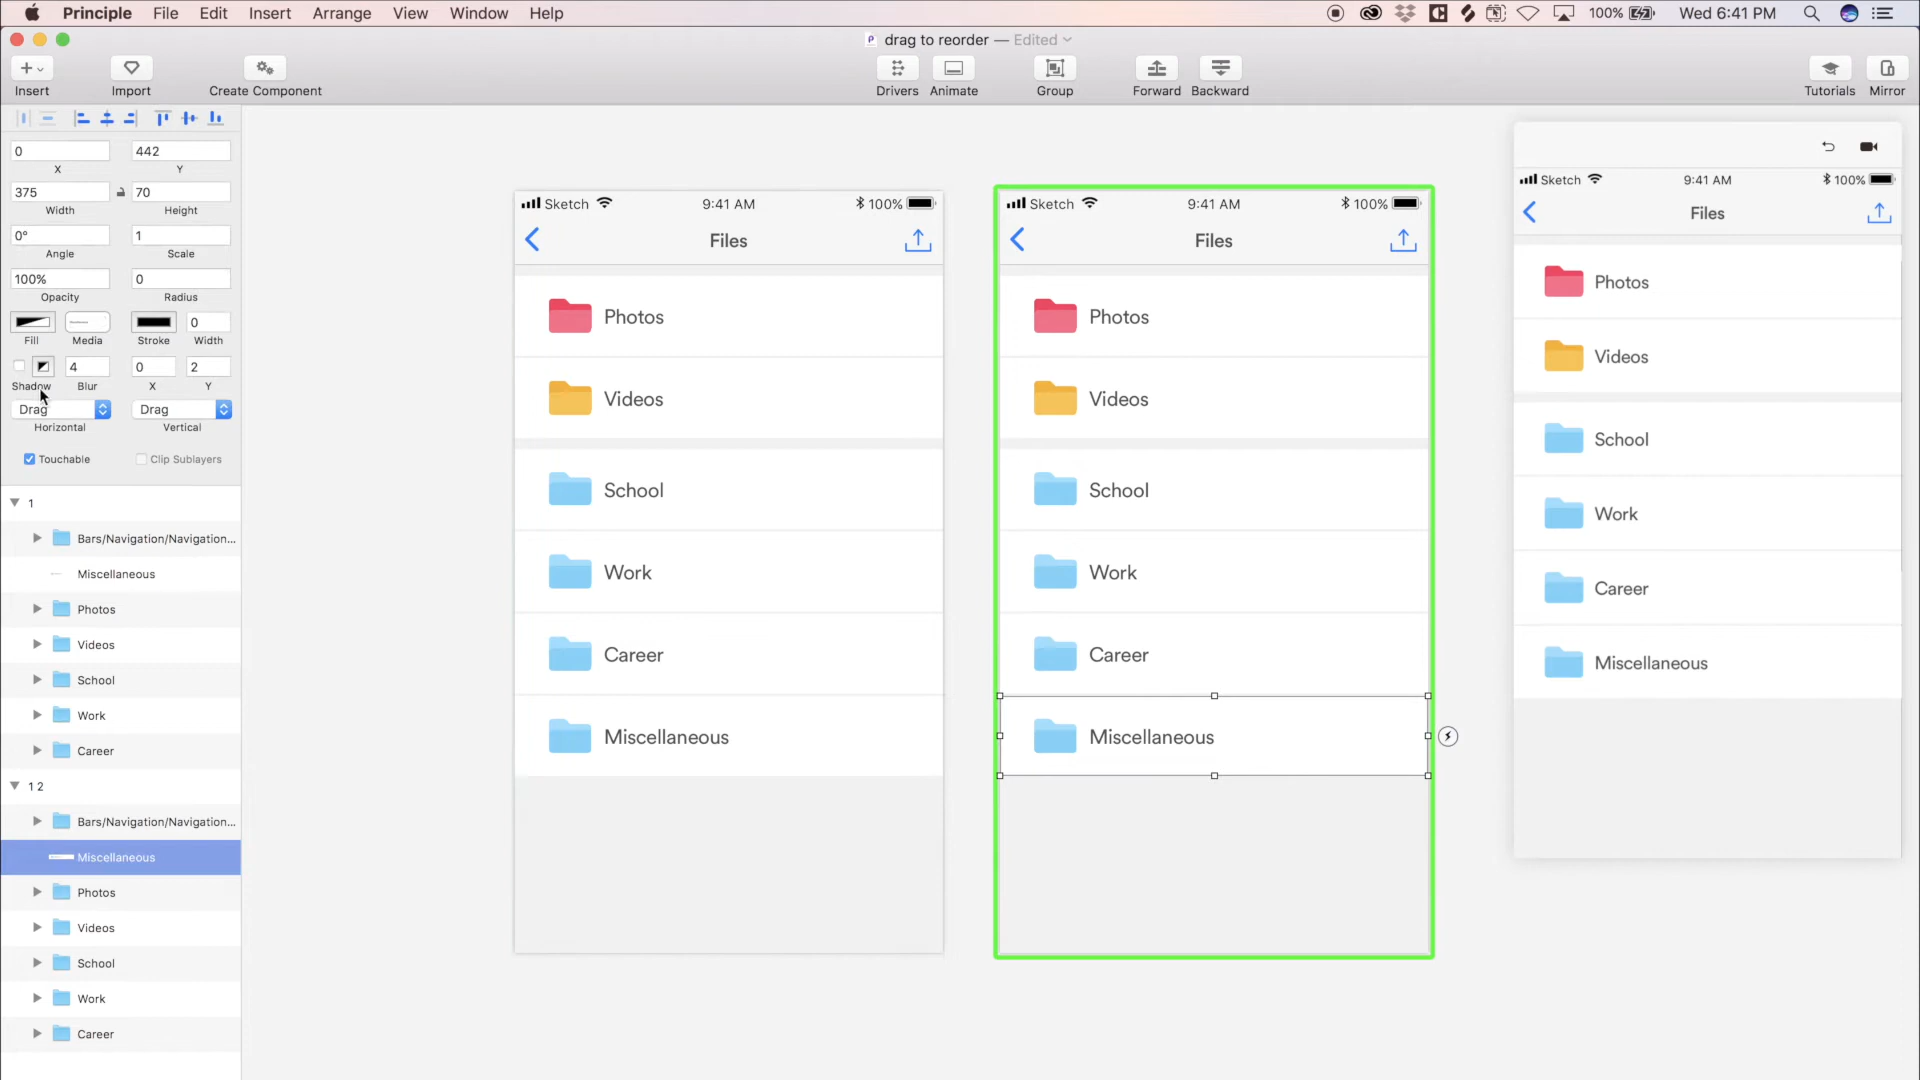 Principle File Edit Insert Arrange View Window Help 100% Wed 6:41 PM
drag to reorder — Edited
Insert Import Create Component Drivers Animate Group Forward Backward Tutorials Mirror
0 442
X Y
375 70
Width Height
0° 1
Angle Scale
100% 0
Opacity Radius
0
Fill Media Stroke Width
4 0 2
Shadow Blur X Y
Drag Drag
Horizontal Vertical
Touchable Clip Sublayers
1
Bars/Navigation/Navigation...
Miscellaneous
Photos
Videos
School
Work
Career
1 2
Bars/Navigation/Navigation...
Miscellaneous
Photos
Videos
School
Work
Career
Sketch 9:41 AM 100%
Files
Photos
Videos
School
Work
Career
Miscellaneous
Sketch 9:41 AM 100%
Files
Photos
Videos
School
Work
Career
Miscellaneous
Sketch 9:41 AM 100%
Files
Photos
Videos
School
Work
Career
Miscellaneous